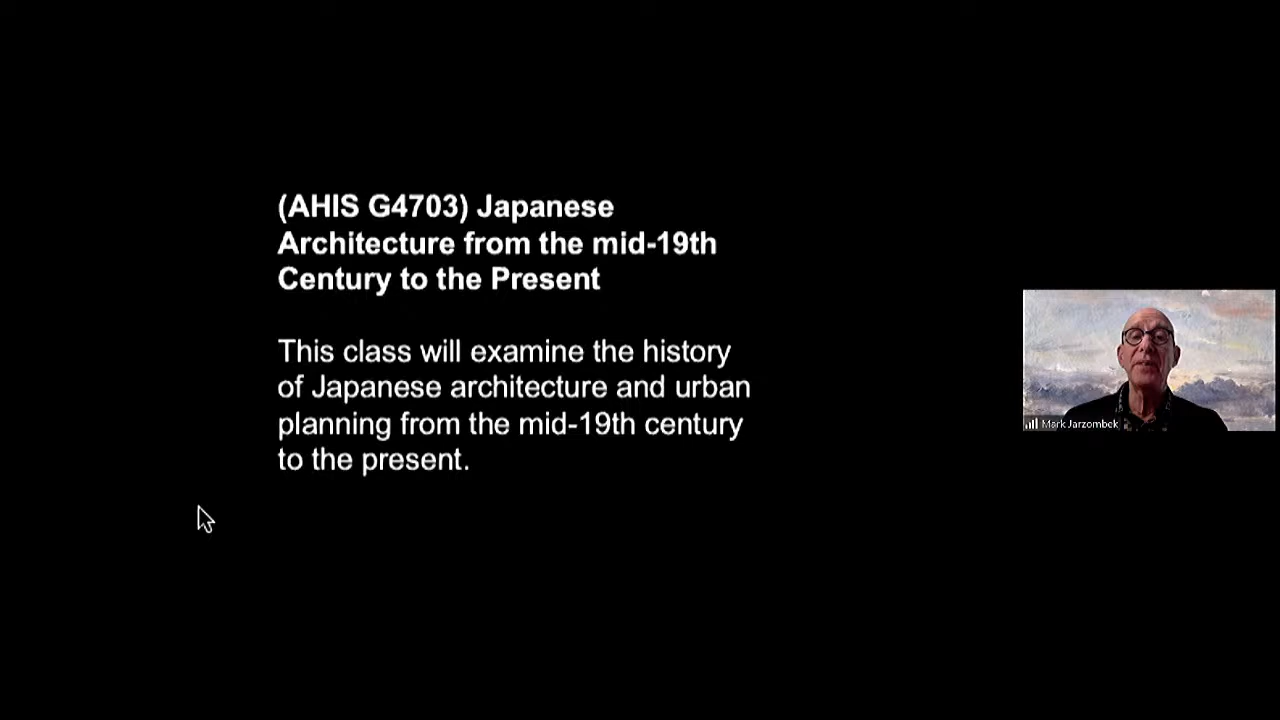 (AHIS G4703) Japanese
Architecture from the mid-19th
Century to the Present
This class will examine the history
of Japanese architecture and urban
planning from the mid-19th century
to the present.
Mark Jarzombek